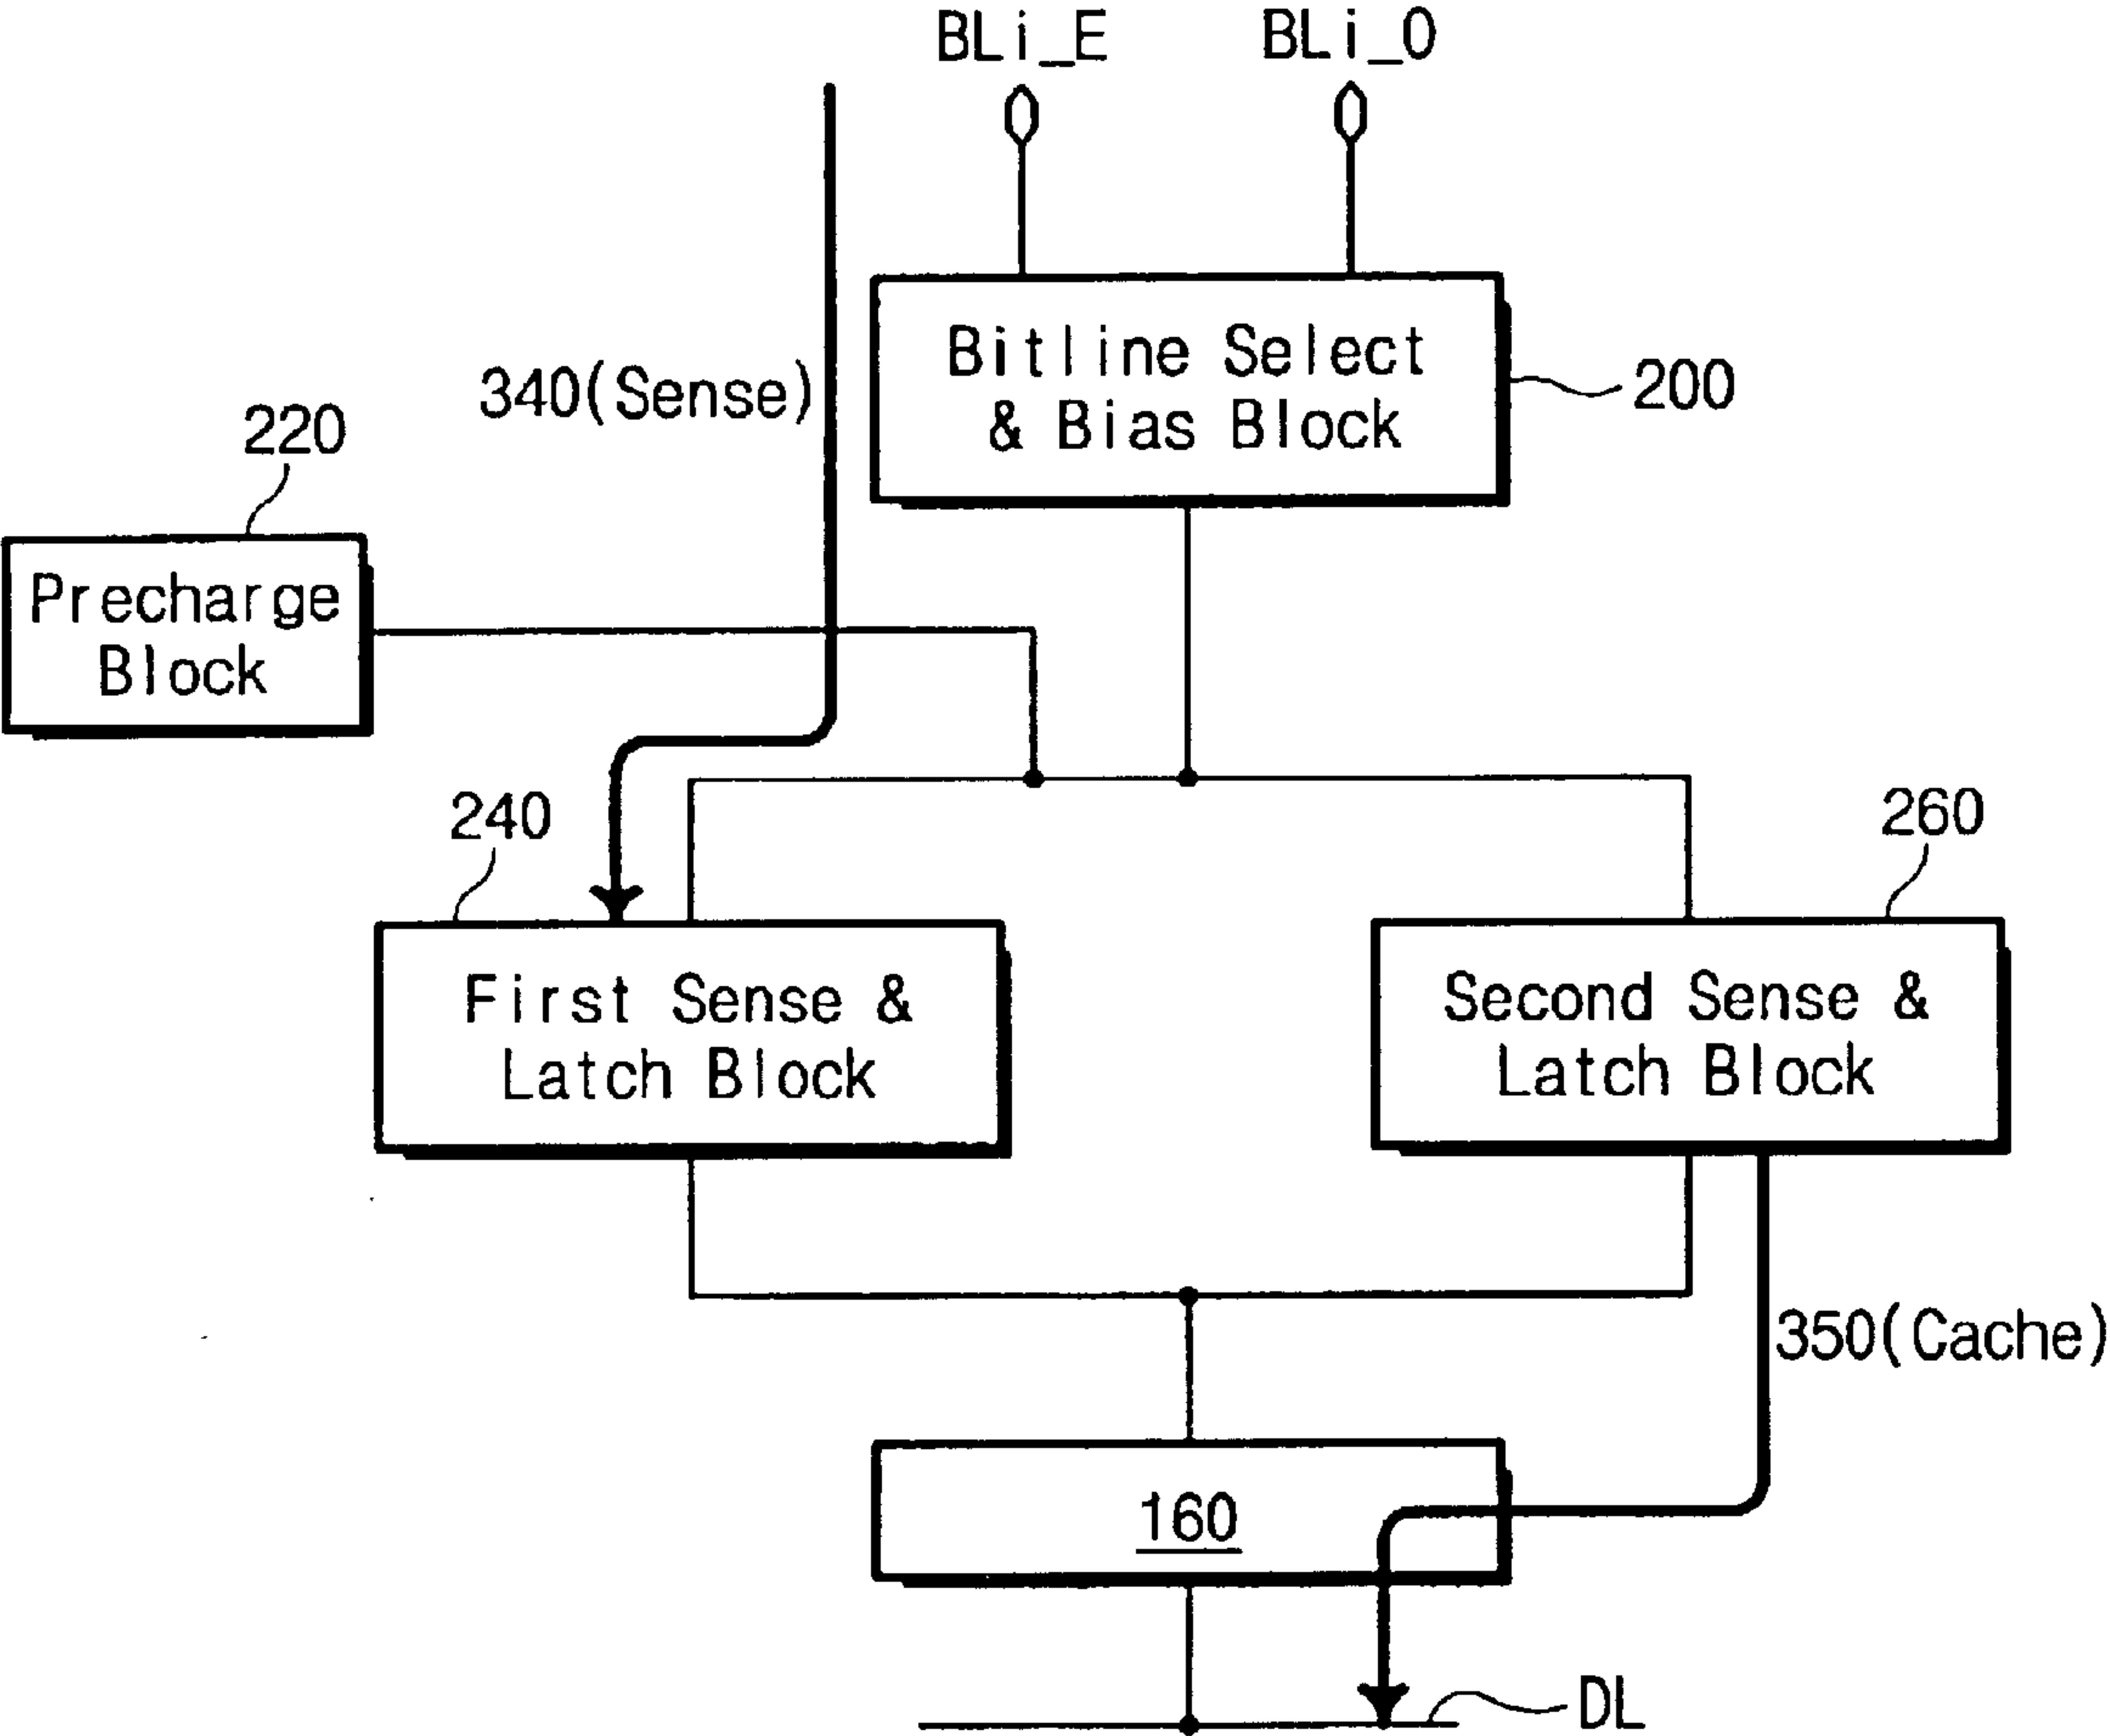 BLi_E
BLi_O
Bitline Select
& Bias Block
200
340(Sense)
220
Precharge
Block
240
260
First Sense &
Latch Block
Second Sense &
Latch Block
350(Cache)
160
DL